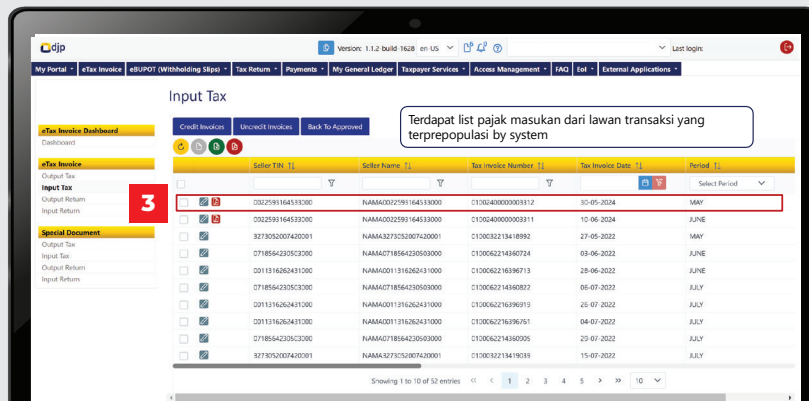 djp
Version: 1.1.2-build-1628 en-US
Last login:
My Portal eTax Invoice eBUPOT (Withholding Slips) Tax Return Payments My General Ledger Taxpayer Services Access Management FAQ EoI External Applications
Input Tax
eTax Invoice Dashboard
Dashboard
eTax Invoice
Output Tax
Input Tax
Output Return
Input Return
Special Document
Output Tax
Input Tax
Output Return
Input Return
3
Credit Invoices Uncredit Invoices Back To Approved
Terdapat list pajak masukan dari lawan transaksi yang
terprepopulasi by system
Seller TIN Seller Name Tax Invoice Number Tax Invoice Date Period
Select Period
0022593164533000 NAMA0022593164533000 01002400000003312 30-05-2024 MAY
0022593164533000 NAMA0022593164533000 01002400000003311 10-06-2024 JUNE
3273052007420001 NAMA3273052007420001 0100032213418992 27-05-2022 MAY
0718564230503000 NAMA0718564230503000 0100062214360724 03-06-2022 JUNE
0011316262431000 NAMA0011316262431000 0100062216396713 28-06-2022 JUNE
0718564230503000 NAMA0718564230503000 0100062214360822 06-07-2022 JULY
0011316262431000 NAMA0011316262431000 0100062216396919 26-07-2022 JULY
0011316262431000 NAMA0011316262431000 0100062216396761 04-07-2022 JULY
0718564230503000 NAMA0718564230503000 0100062214360905 29-07-2022 JULY
3273052007420001 NAMA3273052007420001 0100032213419039 15-07-2022 JULY
Showing 1 to 10 of 52 entries 1 2 3 4 5 10